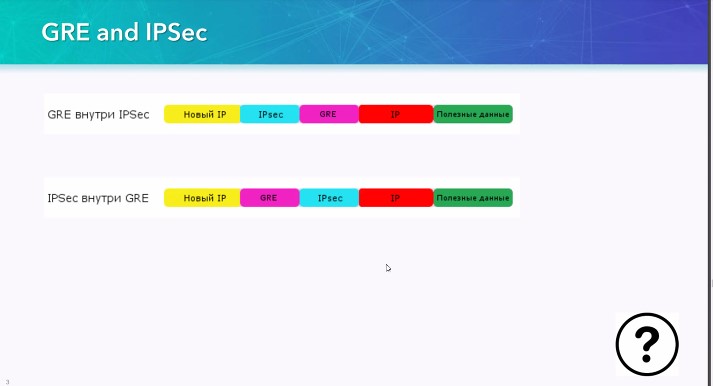 GRE and IPSec
GRE внутри IPSec Новый IP IPsec GRE IP Полезные данные
IPSec внутри GRE Новый IP GRE IPsec IP Полезные данные
?
3